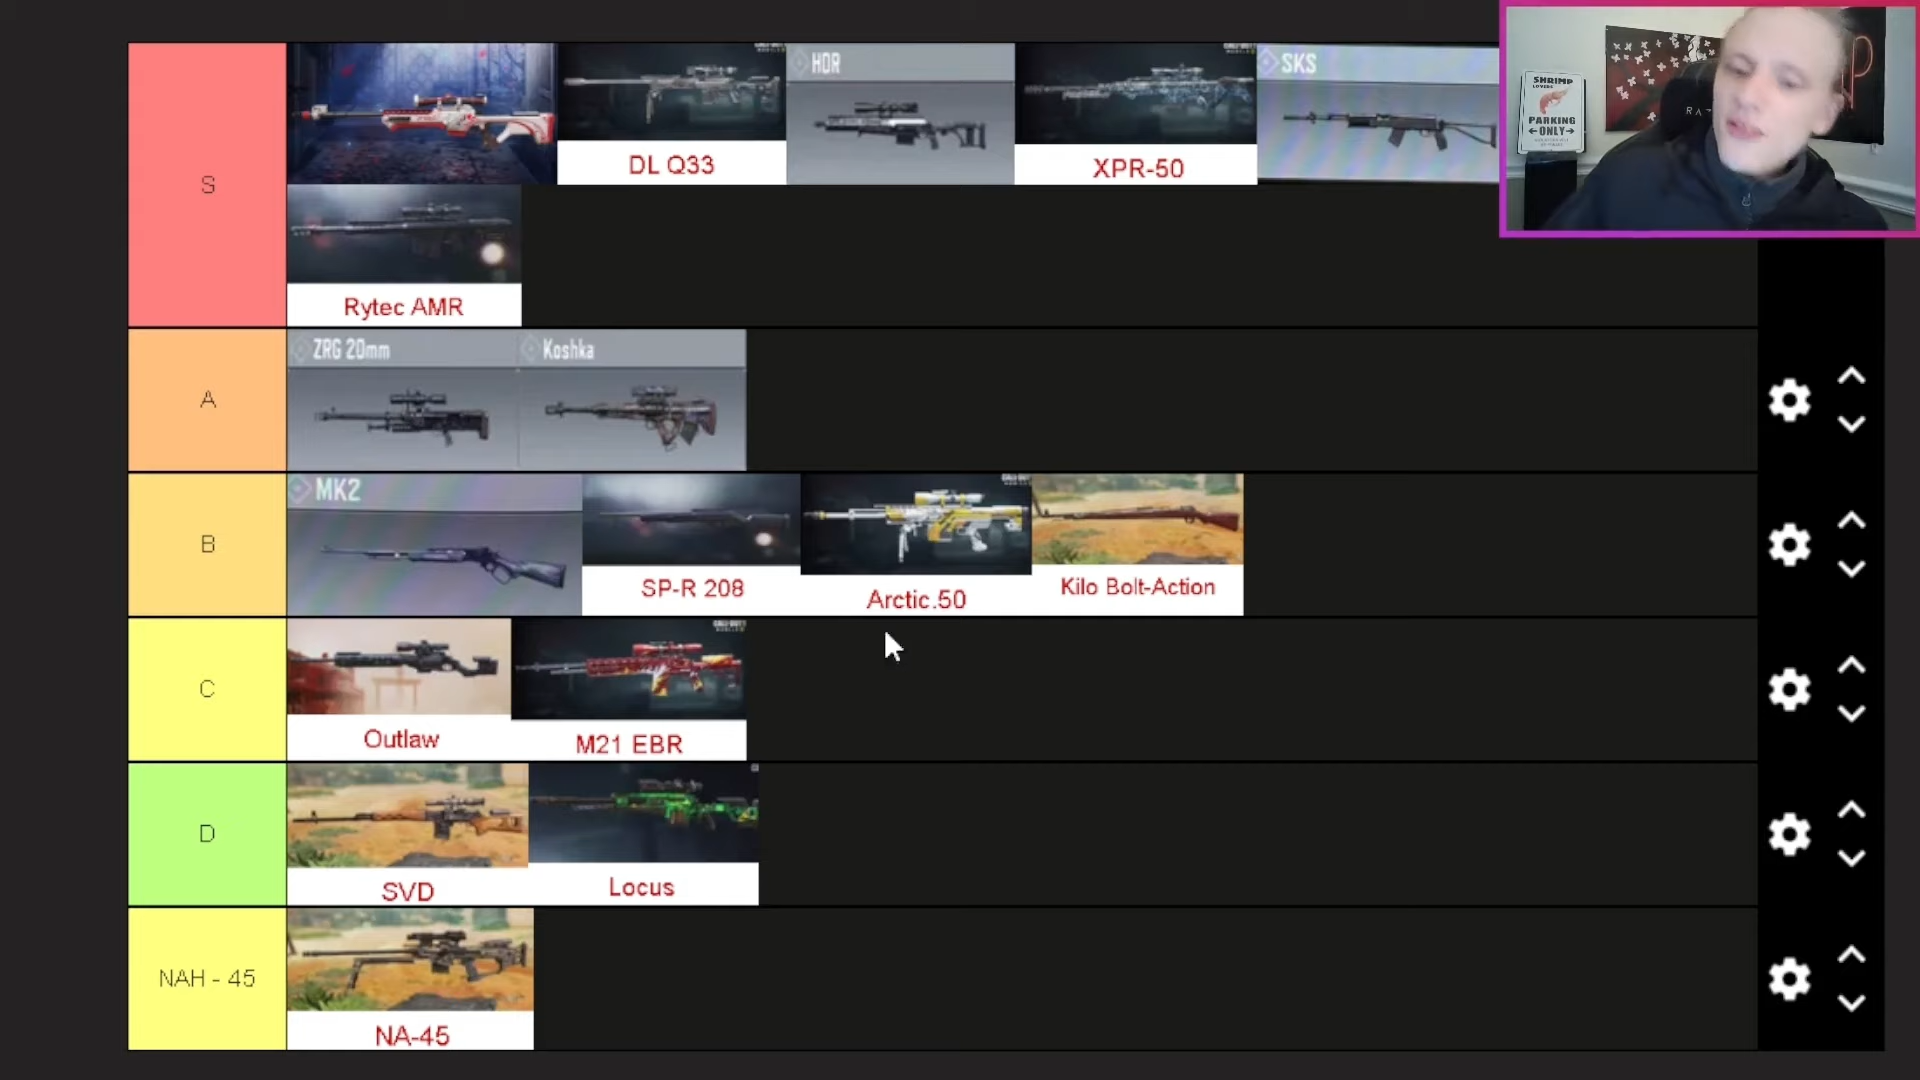 S
DL Q33
HDR
XPR-50
SKS
SHRIMP
LOVERS
PARKING
ONLY
Rytec AMR
A
ZRG 20mm
Koshka
B
MK2
SP-R 208
Arctic.50
Kilo Bolt-Action
C
Outlaw
M21 EBR
D
SVD
Locus
NAH - 45
NA-45